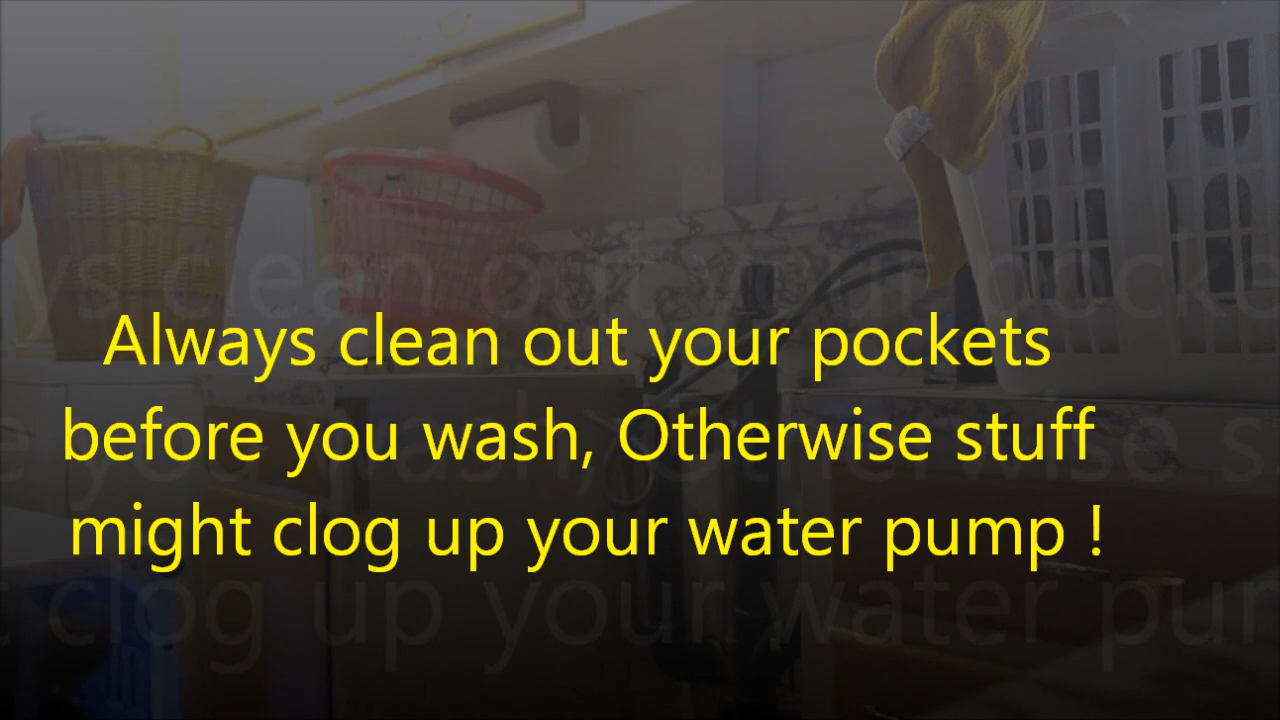 Always clean out your pockets
before you wash, Otherwise stuff
might clog up your water pump !